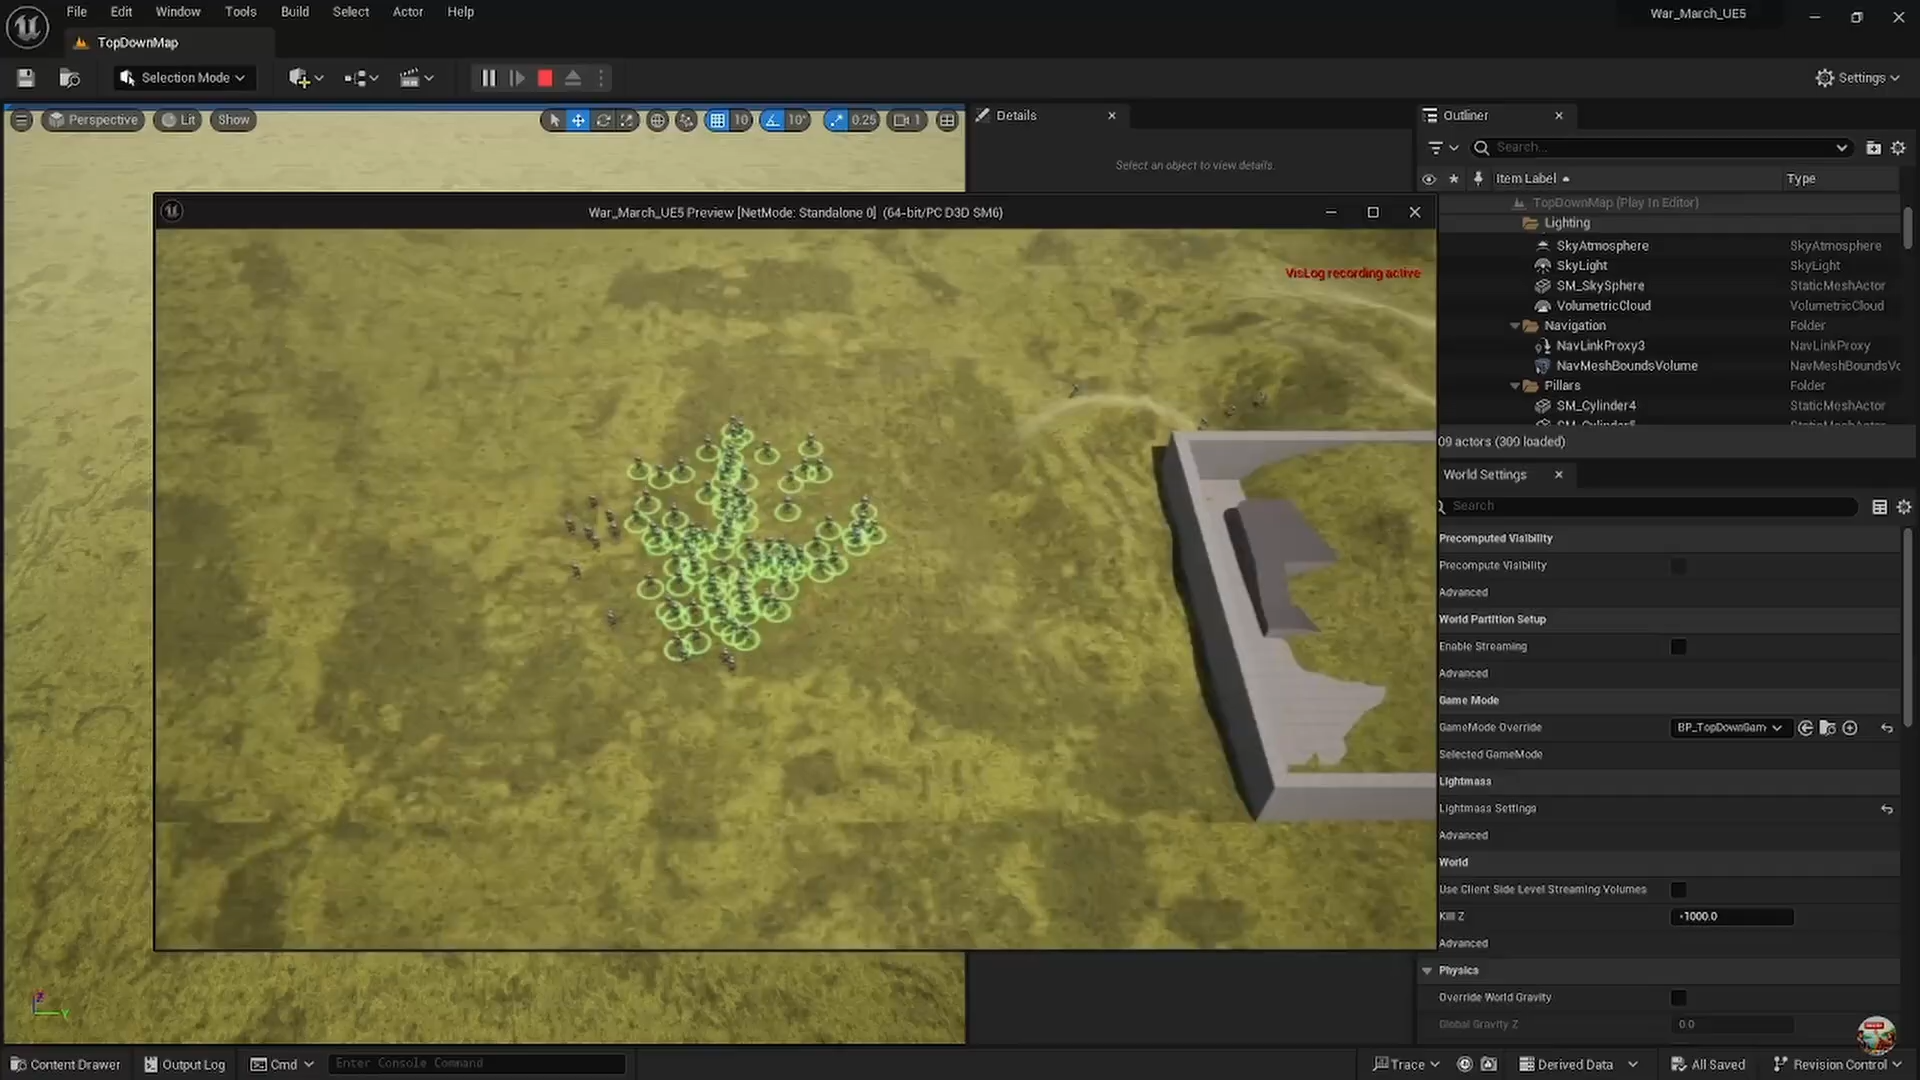 File Edit Window Tools Build Select Actor Help
War_March_UE5
TopDownMap
Selection Mode
Settings
Perspective Lit Show
10 10° 0.25 1
Details
Select an object to view details.
Outliner
Search...
Item Label Type
TopDownMap (Play In Editor)
Lighting
SkyAtmosphere SkyAtmosphere
SkyLight SkyLight
SM_SkySphere StaticMeshActor
VolumetricCloud VolumetricCloud
Navigation Folder
NavLinkProxy3 NavLinkProxy
NavMeshBoundsVolume NavMeshBoundsVc
Pillars Folder
SM_Cylinder4 StaticMeshActor
09 actors (309 loaded)
War_March_UE5 Preview [NetMode: Standalone 0] (64-bit/PC D3D SM6)
VisLog recording active
World Settings
Search
Precomputed Visibility
Precompute Visibility
Advanced
World Partition Setup
Enable Streaming
Advanced
Game Mode
GameMode Override BP_TopDownGam
Selected GameMode
Lightmass
Lightmass Settings
Advanced
World
Use Client Side Level Streaming Volumes
Kill Z -1000.0
Advanced
Physics
Override World Gravity
Global Gravity Z 0.0
Content Drawer Output Log Cmd Enter Console Command
Trace Derived Data All Saved Revision Control